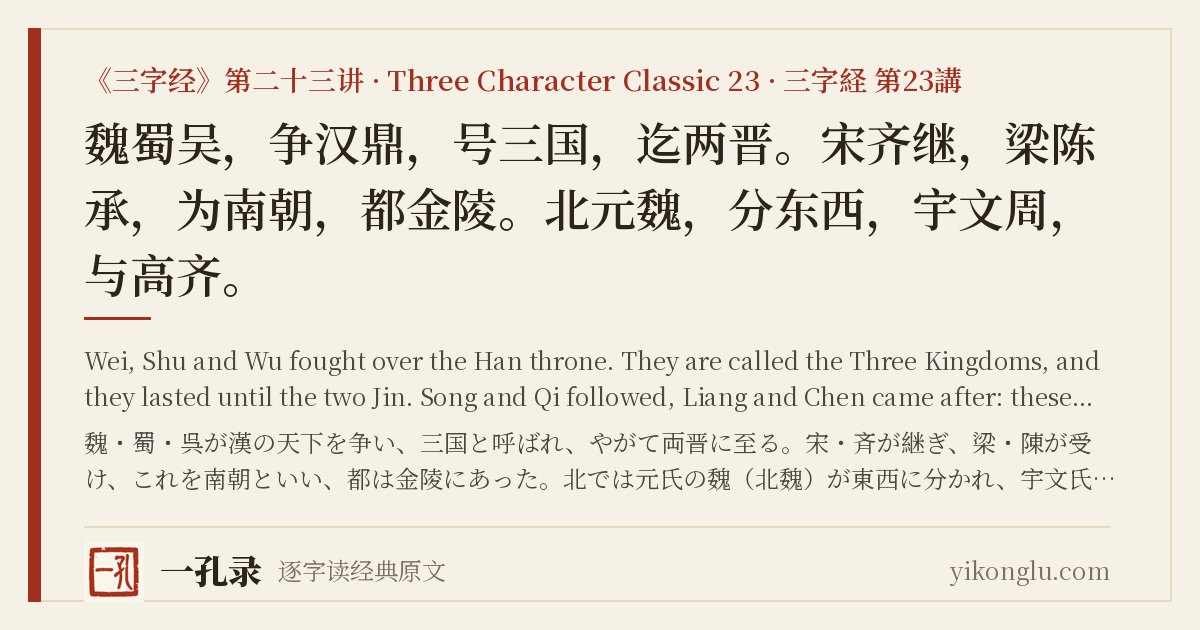 《三字经》第二十三讲 · Three Character Classic 23 · 三字経 第23講
魏蜀吴，争汉鼎，号三国，迄两晋。宋齐继，梁陈
承，为南朝，都金陵。北元魏，分东西，宇文周，
与高齐。
Wei, Shu and Wu fought over the Han throne. They are called the Three Kingdoms, and
they lasted until the two Jin. Song and Qi followed, Liang and Chen came after: these…
魏・蜀・呉が漢の天下を争い、三国と呼ばれ、やがて両晋に至る。宋・斉が継ぎ、梁・陳が受
け、これを南朝といい、都は金陵にあった。北では元氏の魏（北魏）が東西に分かれ、宇文氏…
一孔
一孔录 逐字读经典原文 yikonglu.com